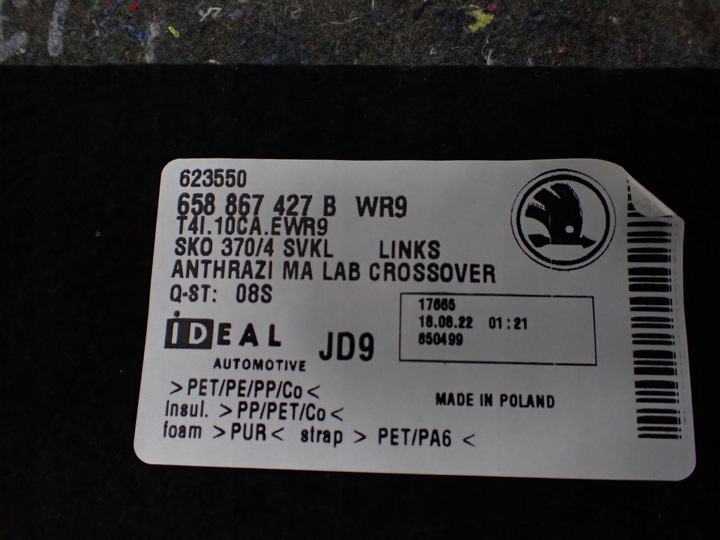 623550
658 867 427 B WR9
T4I.10CA.EWR9
SKO 370/4 SVKL LINKS
ANTHRAZI MA LAB CROSSOVER
Q-ST: 08S
17665
18.08.22 01:21
850499
iDEAL
AUTOMOTIVE
JD9
>PET/PE/PP/Co<
Insul. >PP/PET/Co<
foam >PUR< strap > PET/PA6 <
MADE IN POLAND